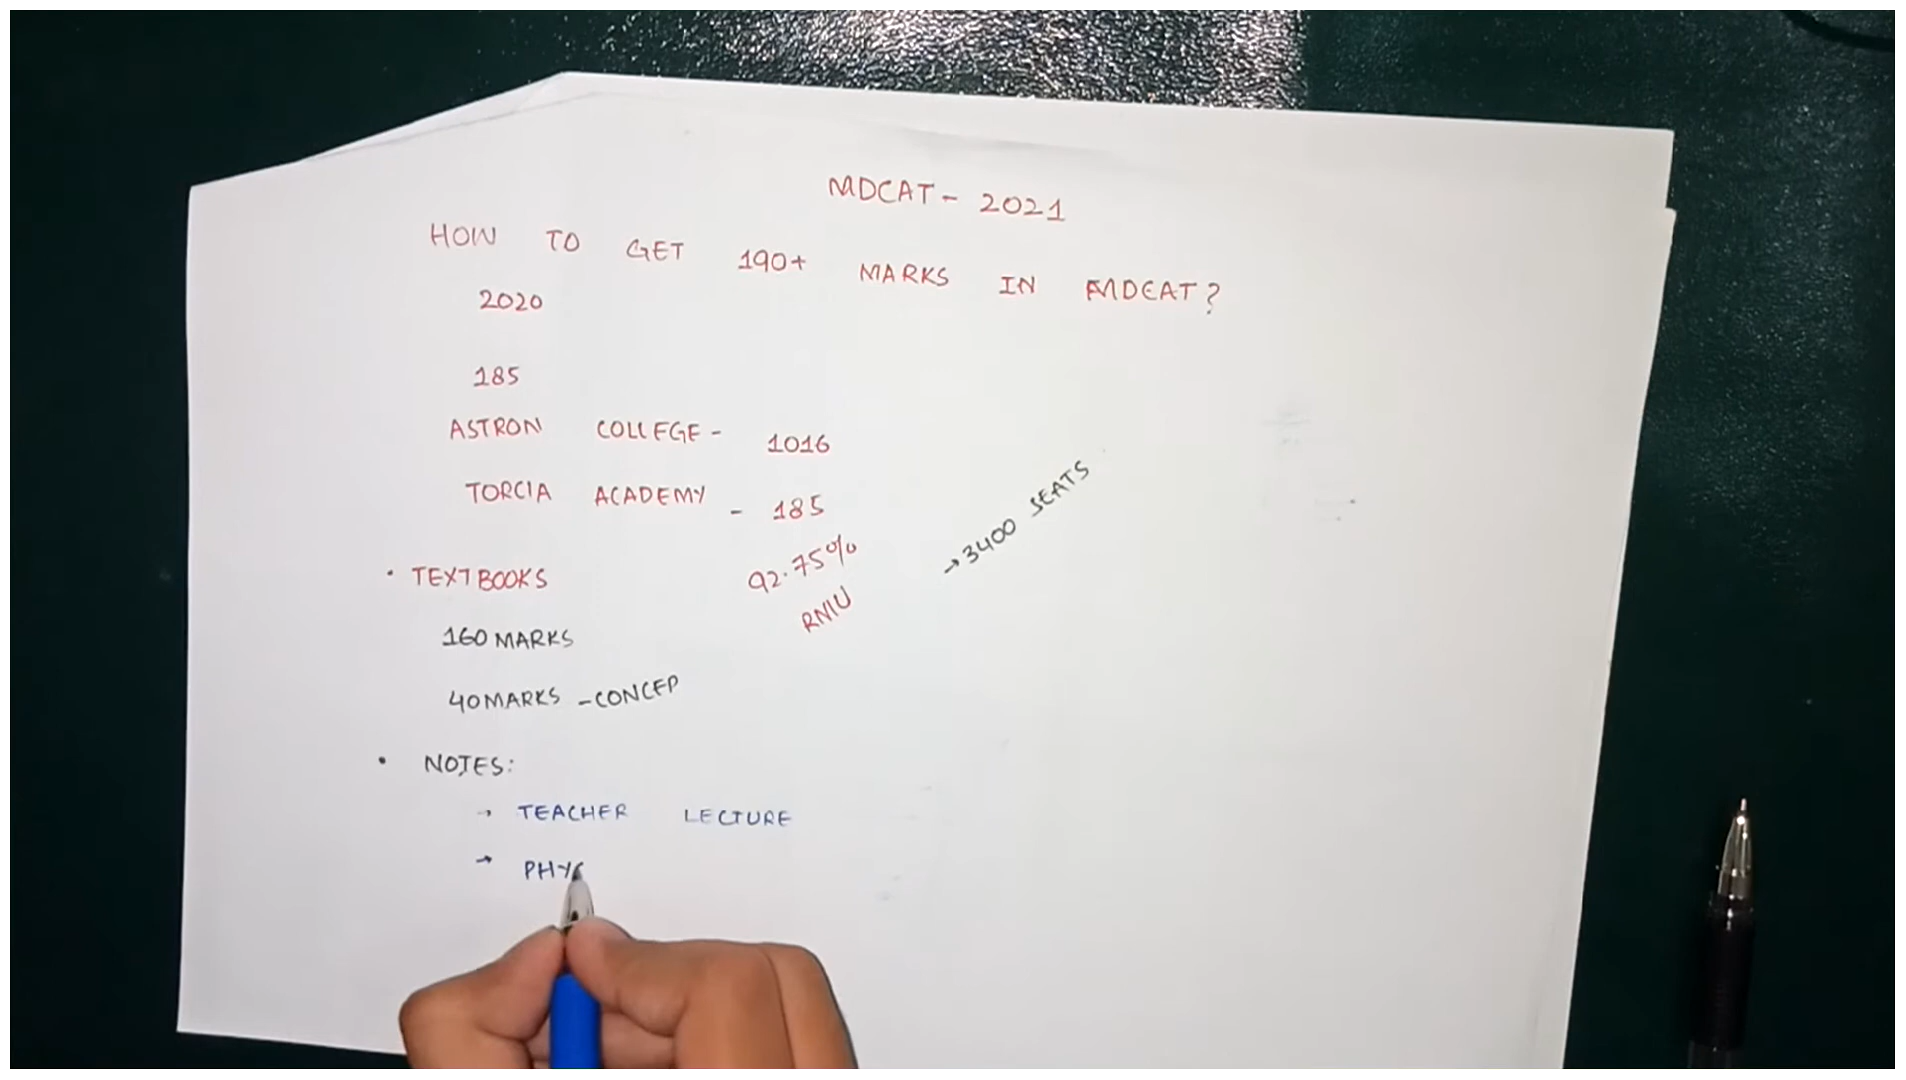 MDCAT - 2021
HOW TO GET 190+ MARKS IN MDCAT?
2020
185
ASTRON COLLEGE - 1016
TORCIA ACADEMY - 185
92.75%
RMU
→ 3400 SEATS
• TEXTBOOKS
160 MARKS
40 MARKS - CONCEP
• NOTES:
→ TEACHER LECTURE
→ PHYS